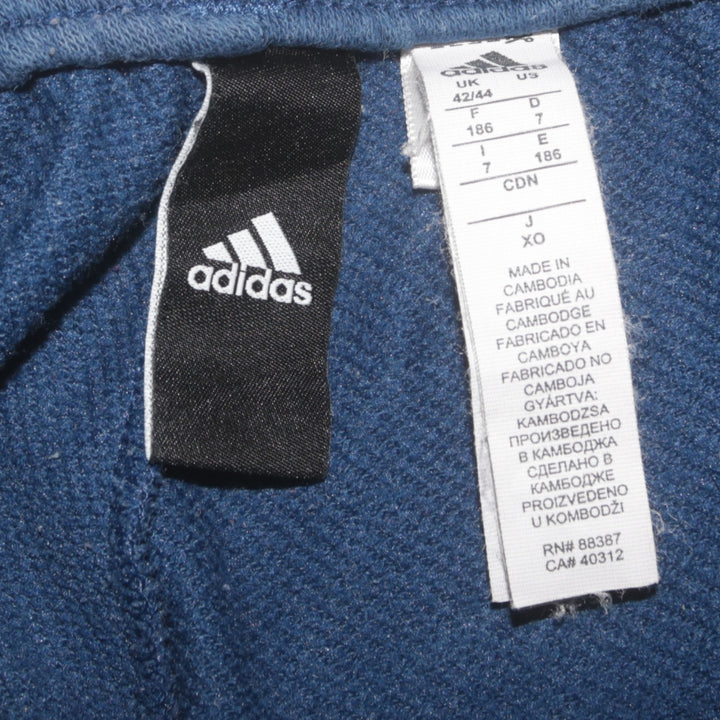 adidas
adidas
UK US
42/44
F D
186 7
I E
7 186
CDN
J
XO
MADE IN
CAMBODIA
FABRIQUÉ AU
CAMBODGE
FABRICADO EN
CAMBOYA
FABRICADO NO
CAMBOJA
GYÁRTVA:
KAMBODZSA
ПРОИЗВЕДЕНО
В КАМБОДЖА
СДЕЛАНО В
КАМБОДЖЕ
PROIZVEDENO
U KOMBODŽI
RN# 88387
CA# 40312